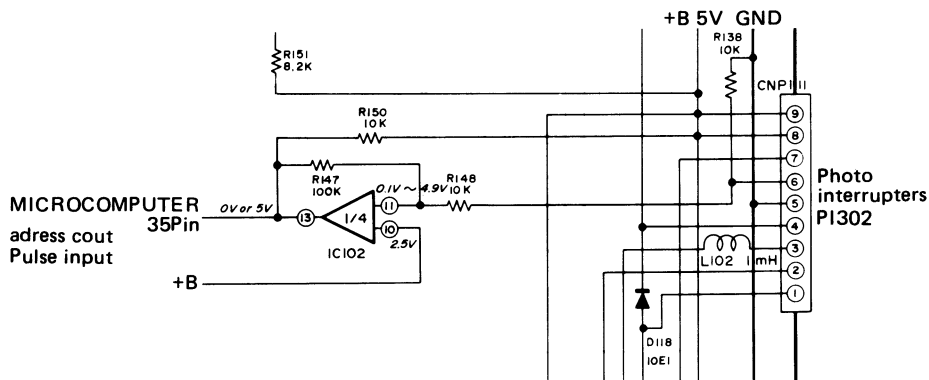 +B 5V GND
R138
10K
R151
8.2K
CNP111
R150
10K
9
8
7
R147
100K
0.1V ~ 4.9V
R148
10K
6
Photo
interrupters
PI302
MICROCOMPUTER
35Pin
0V or 5V
13
1/4
11
5
10
2.5V
4
adress cout
Pulse input
IC102
3
L102 1mH
2
+B
1
D118
10E1